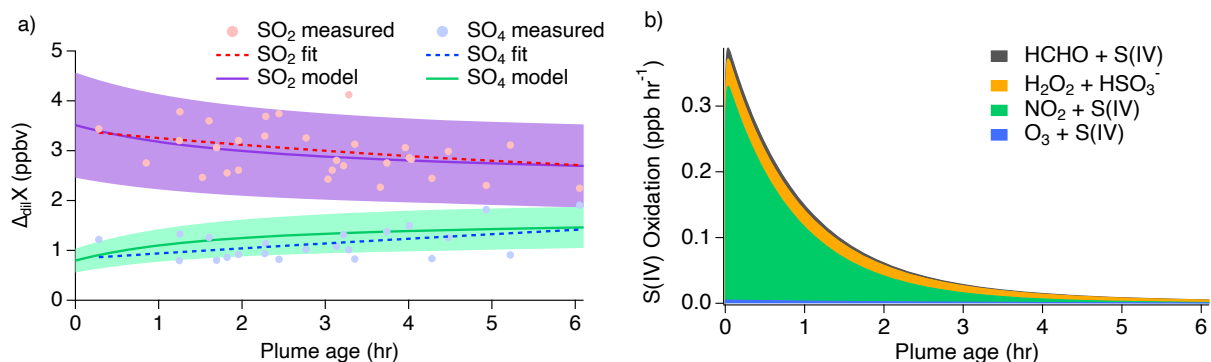 a)
SO₂ measured
SO₂ fit
SO₂ model
SO₄ measured
SO₄ fit
SO₄ model
Δ_dil X (ppbv)
5
4
3
2
1
0
0 1 2 3 4 5 6
Plume age (hr)
b)
HCHO + S(IV)
H₂O₂ + HSO₃⁻
NO₂ + S(IV)
O₃ + S(IV)
S(IV) Oxidation (ppb hr⁻¹)
0.3
0.2
0.1
0.0
0 1 2 3 4 5 6
Plume age (hr)